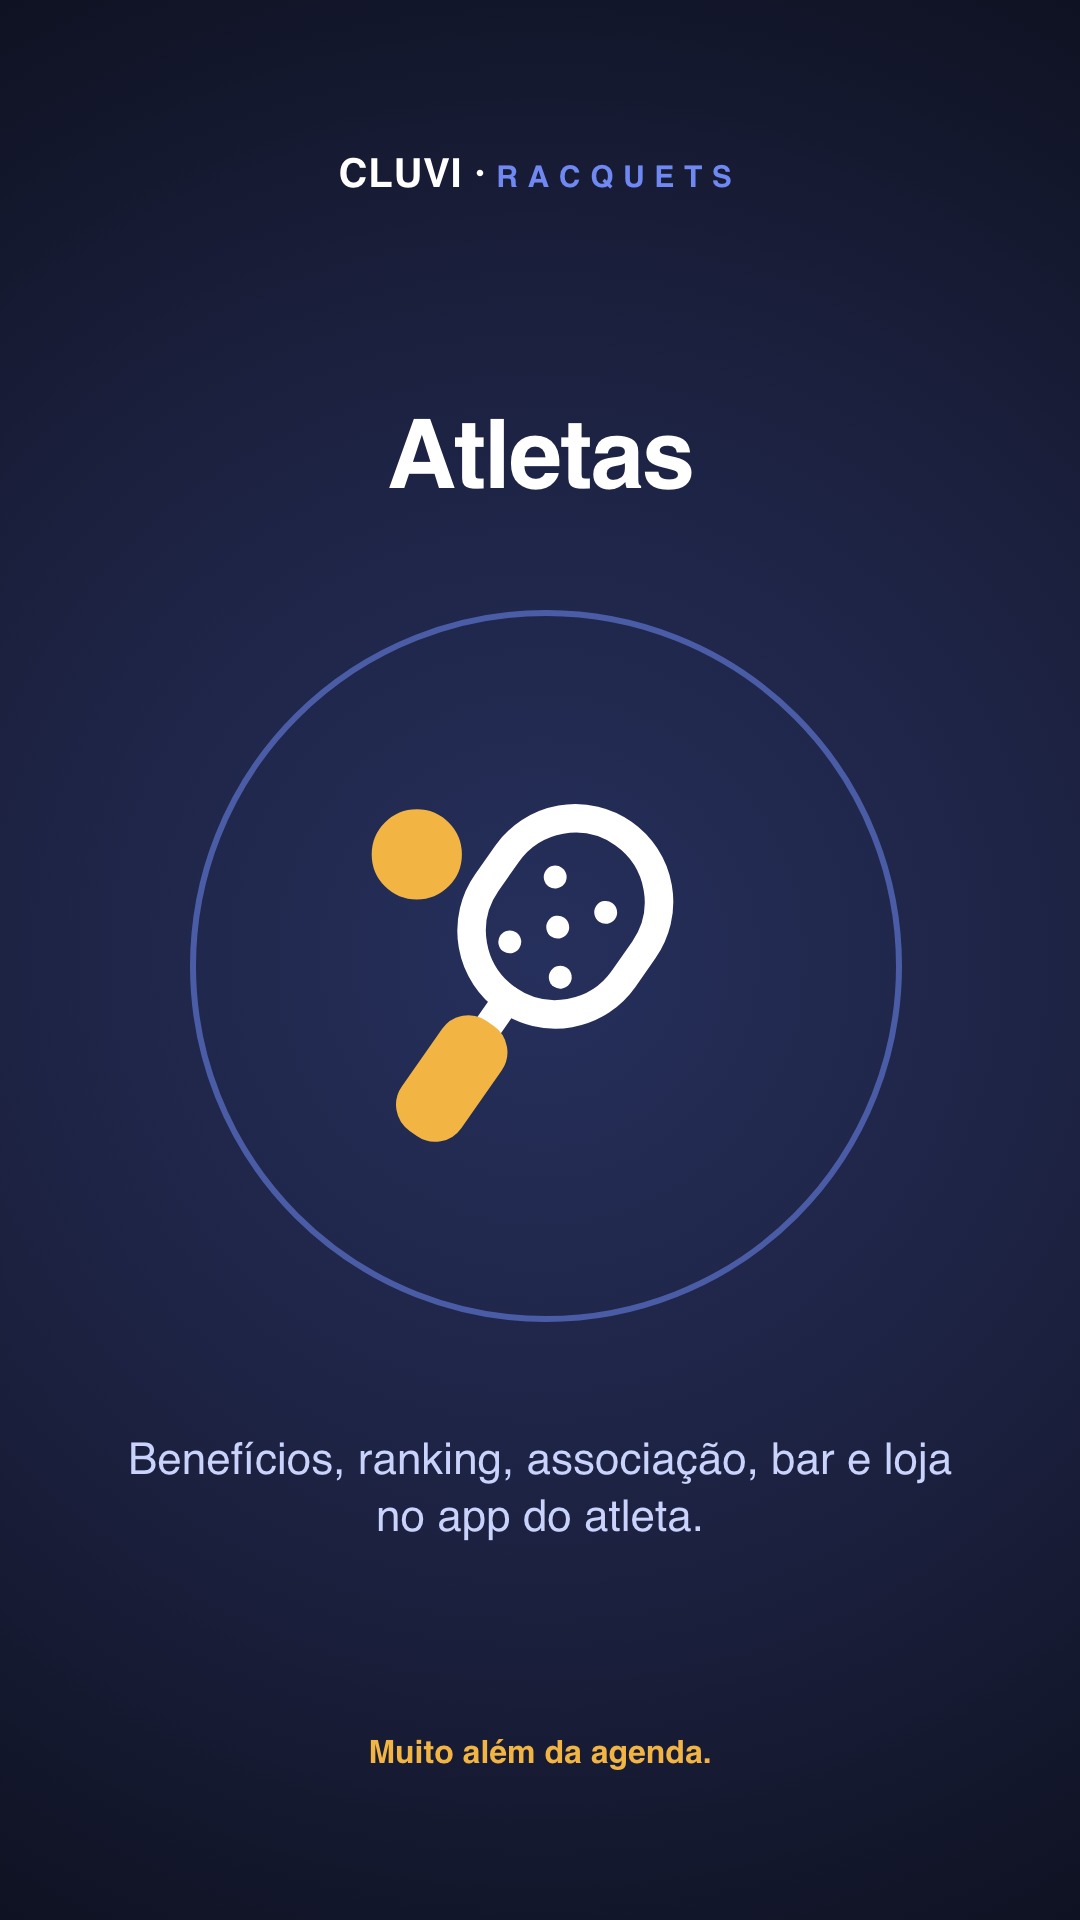 CLUVI · RACQUETS
Atletas
Benefícios, ranking, associação, bar e loja
no app do atleta.
Muito além da agenda.